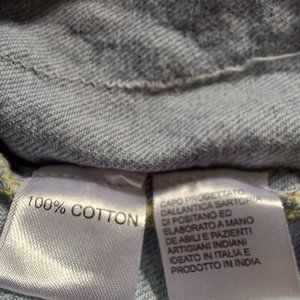 100% COTTON
CAPO PROGETTATO
DALL'ANTICA SARTORIA
DI POSITANO ED
ELABORATO A MANO
DE ABILI E PAZIENTI
ARTIGIANI INDIANI
IDEATO IN ITALIA E
PRODOTTO IN INDIA